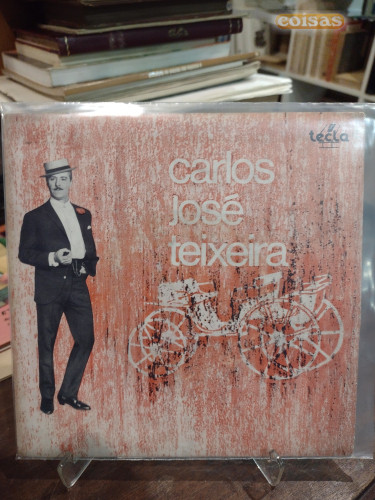 coisas
tecla
carlos
josé
teixeira